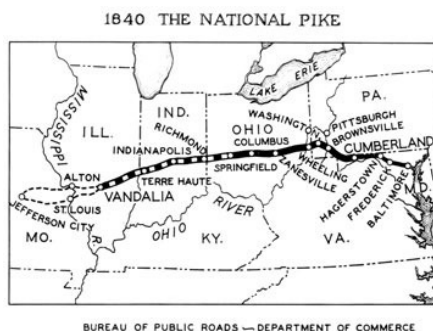 1840 THE NATIONAL PIKE
LAKE ERIE
PA.
MISSISSIPPI
IND.
WASHINGTON
PITTSBURGH
BROWNSVILLE
ILL.
RICHMOND
OHIO
COLUMBUS
CUMBERLAND
INDIANAPOLIS
ALTON
TERRE HAUTE
SPRINGFIELD
ZANESVILLE
WHEELING
HAGERSTOWN
FREDERICK
BALTIMORE
MD.
VANDALIA
ST. LOUIS
JEFFERSON CITY
RIVER
MO.
R.
OHIO
KY.
VA.
BUREAU OF PUBLIC ROADS — DEPARTMENT OF COMMERCE